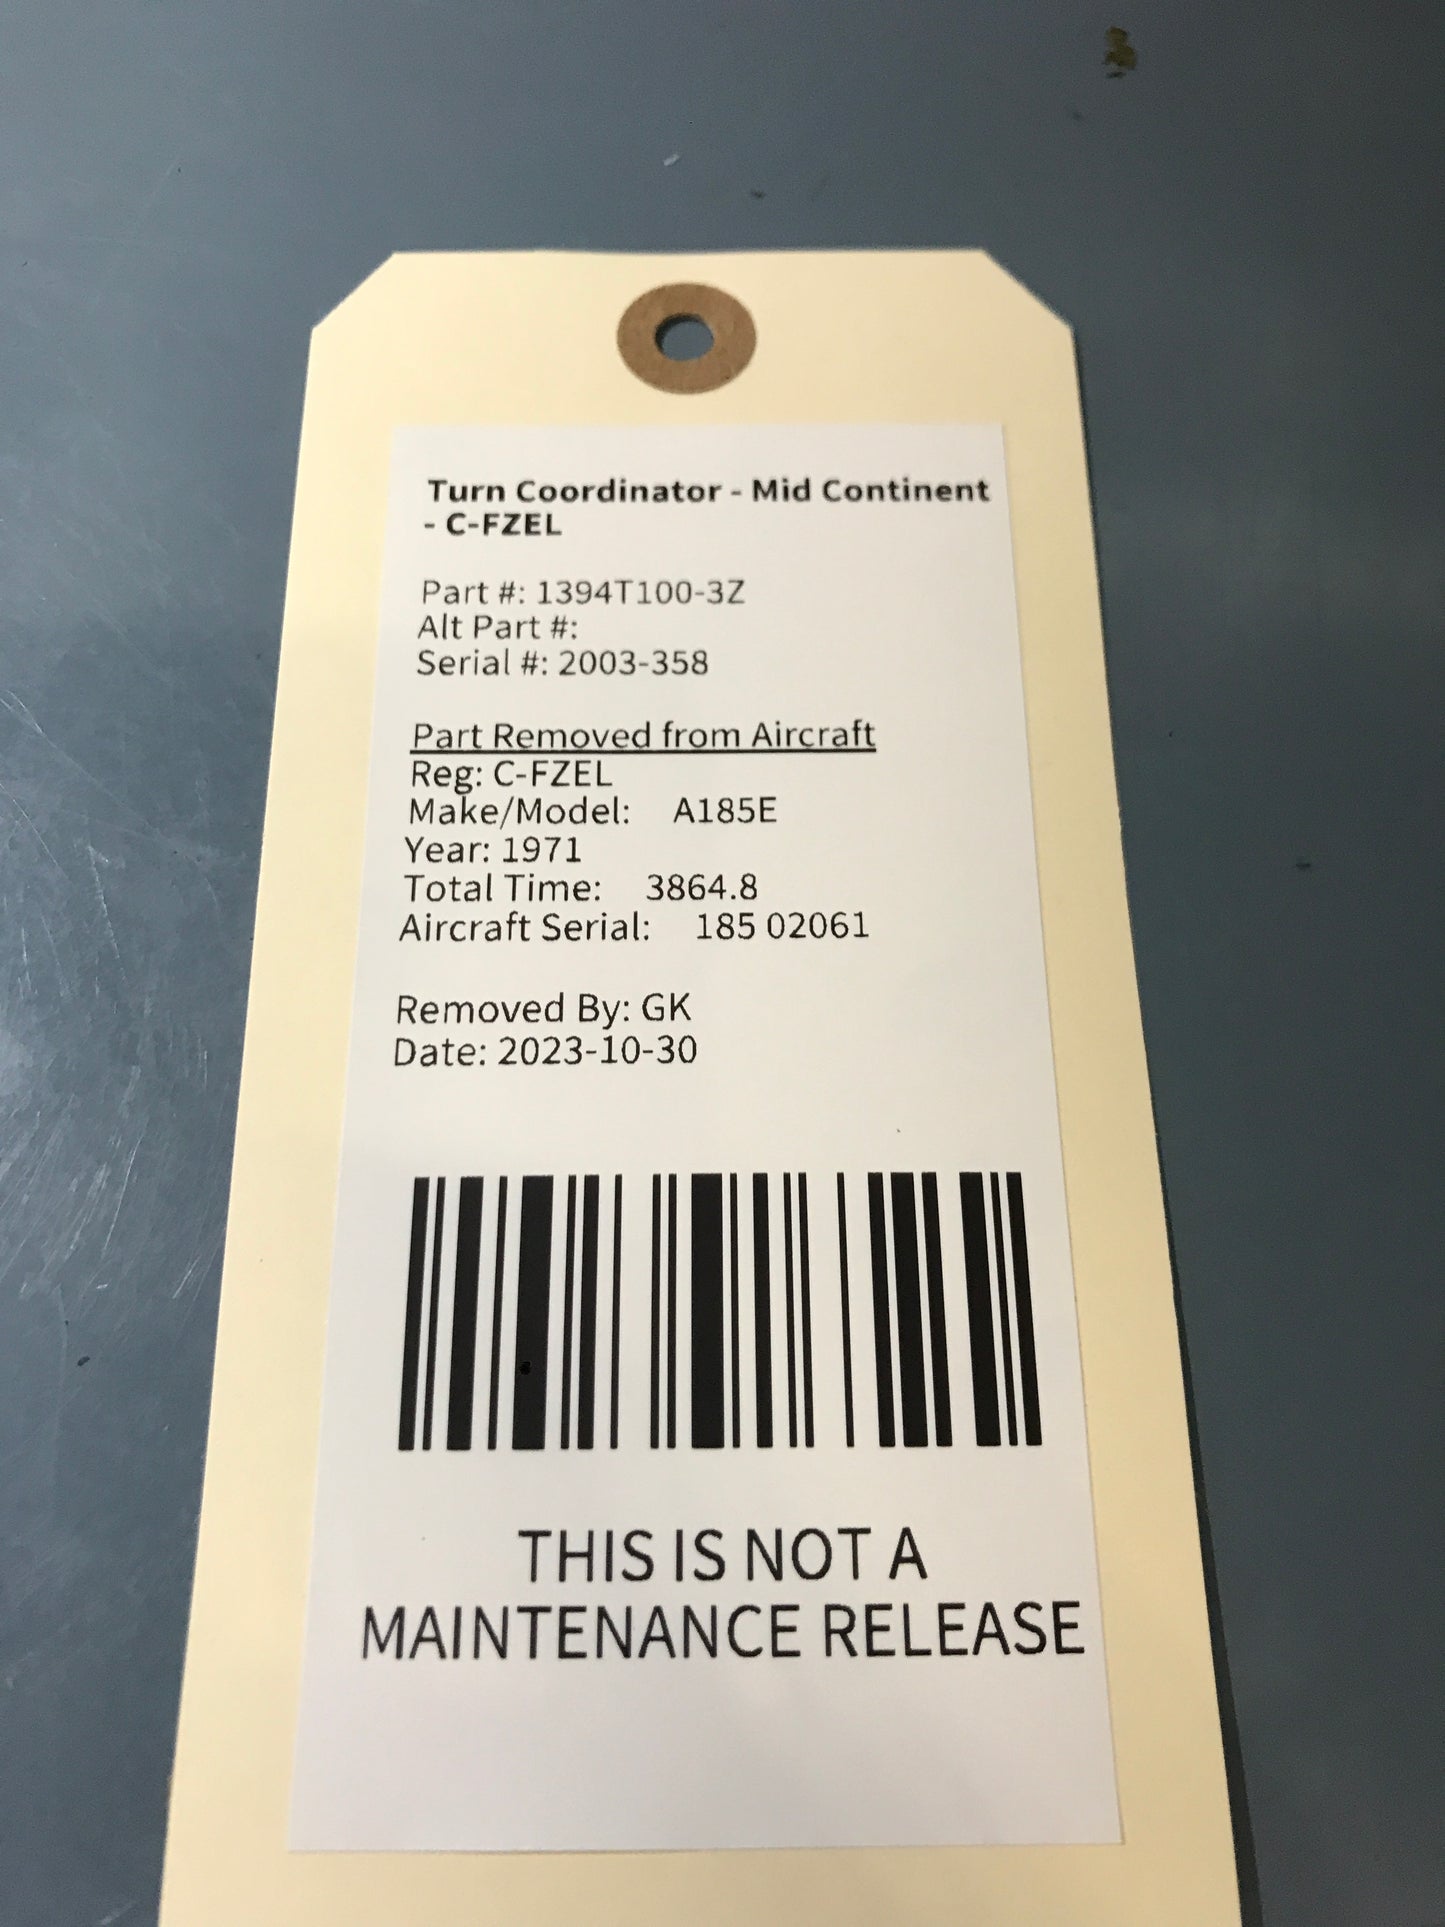 Turn Coordinator - Mid Continent
- C-FZEL
Part #: 1394T100-3Z
Alt Part #:
Serial #: 2003-358
Part Removed from Aircraft
Reg: C-FZEL
Make/Model: A185E
Year: 1971
Total Time: 3864.8
Aircraft Serial: 185 02061
Removed By: GK
Date: 2023-10-30
THIS IS NOT A
MAINTENANCE RELEASE